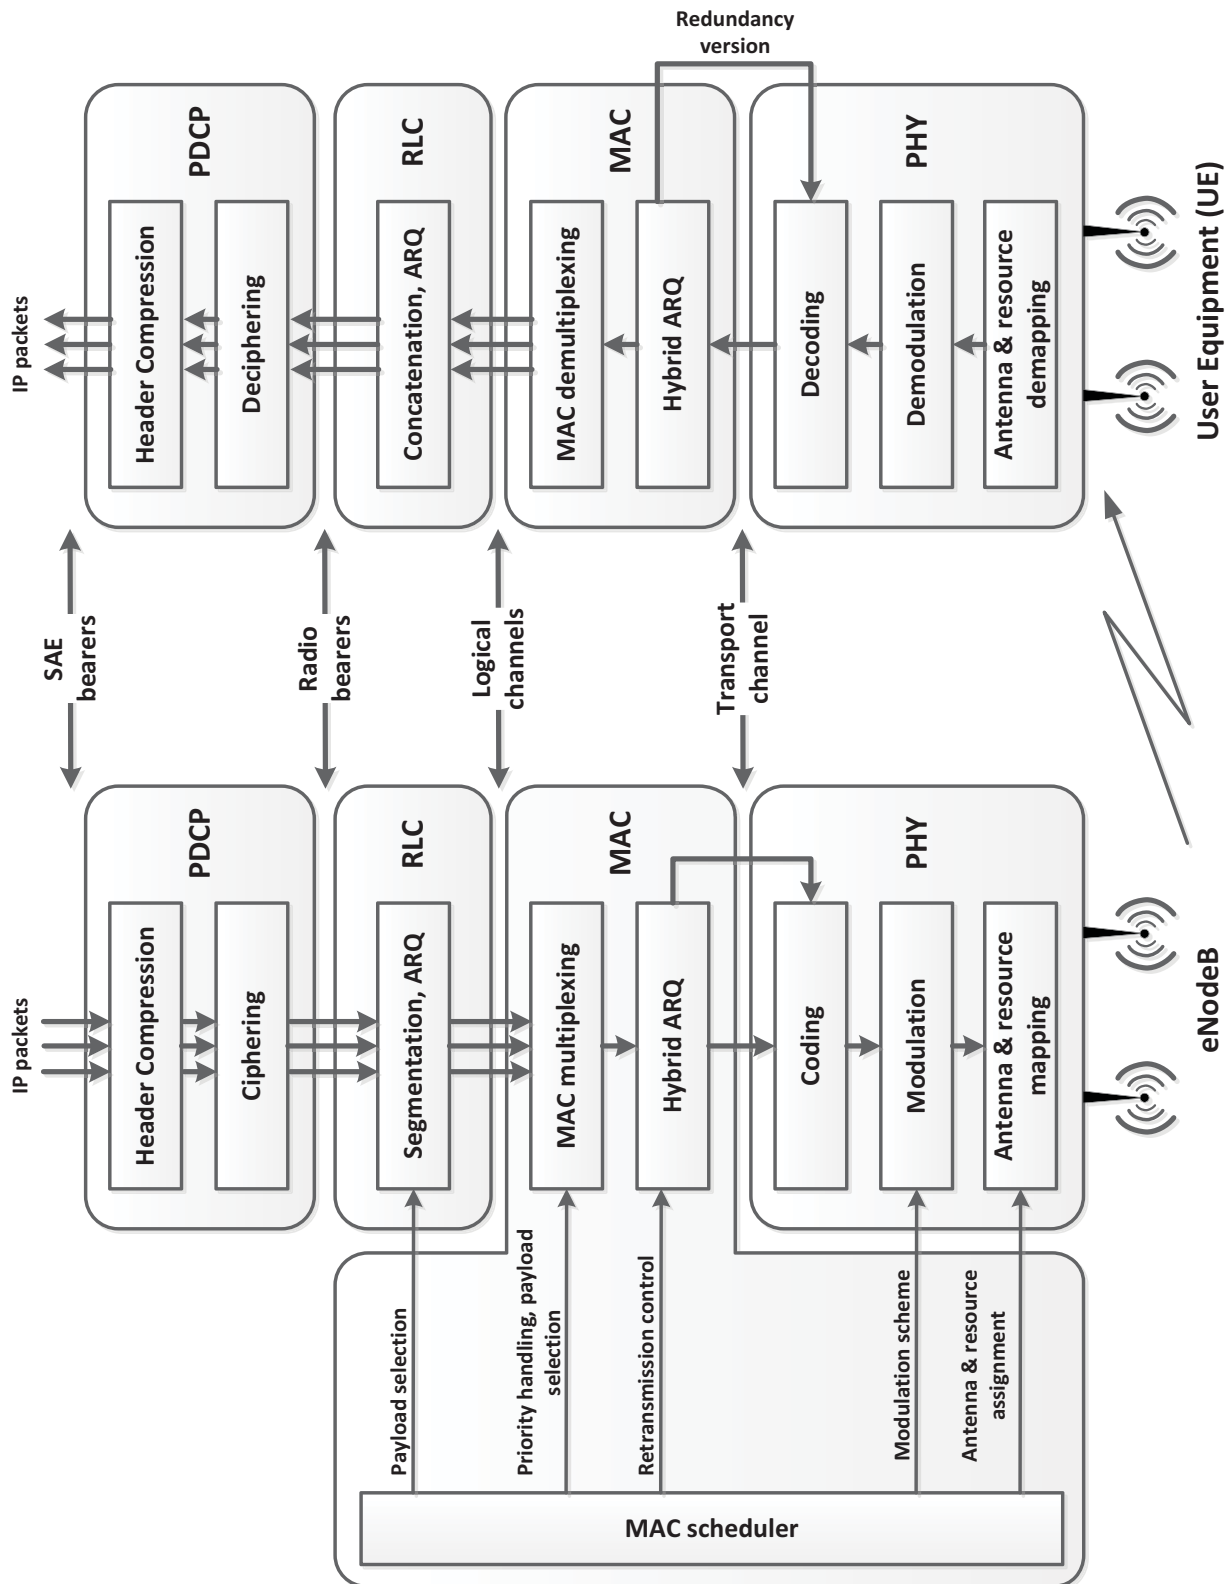 Redundancy
version
IP packets
PDCP
Header Compression
Deciphering
RLC
Concatenation, ARQ
MAC
MAC demultiplexing
Hybrid ARQ
PHY
Decoding
Demodulation
Antenna & resource
demapping
User Equipment (UE)
SAE
bearers
Radio
bearers
Logical
channels
Transport
channel
IP packets
PDCP
Header Compression
Ciphering
RLC
Segmentation, ARQ
MAC
MAC multiplexing
Hybrid ARQ
PHY
Coding
Modulation
Antenna & resource
mapping
eNodeB
Payload selection
Priority handling, payload
selection
Retransmission control
Modulation scheme
Antenna & resource
assignment
MAC scheduler